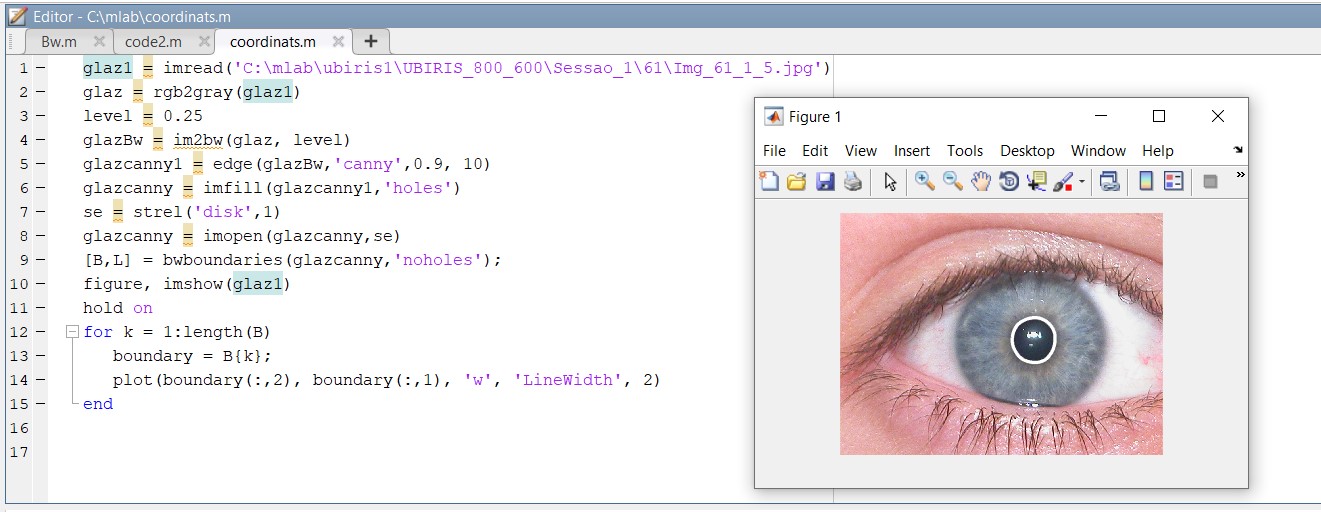 Editor - C:\mlab\coordinats.m
Bw.m × code2.m × coordinats.m × +
1 – glaz1 = imread('C:\mlab\ubiris1\UBIRIS_800_600\Sessao_1\61\Img_61_1_5.jpg')
2 – glaz = rgb2gray(glaz1)
3 – level = 0.25
4 – glazBw = im2bw(glaz, level)
5 – glazcanny1 = edge(glazBw,'canny',0.9, 10)
6 – glazcanny = imfill(glazcanny1,'holes')
7 – se = strel('disk',1)
8 – glazcanny = imopen(glazcanny,se)
9 – [B,L] = bwboundaries(glazcanny,'noholes');
10 – figure, imshow(glaz1)
11 – hold on
12 – for k = 1:length(B)
13 – boundary = B{k};
14 – plot(boundary(:,2), boundary(:,1), 'w', 'LineWidth', 2)
15 – end
16
17
Figure 1
File Edit View Insert Tools Desktop Window Help